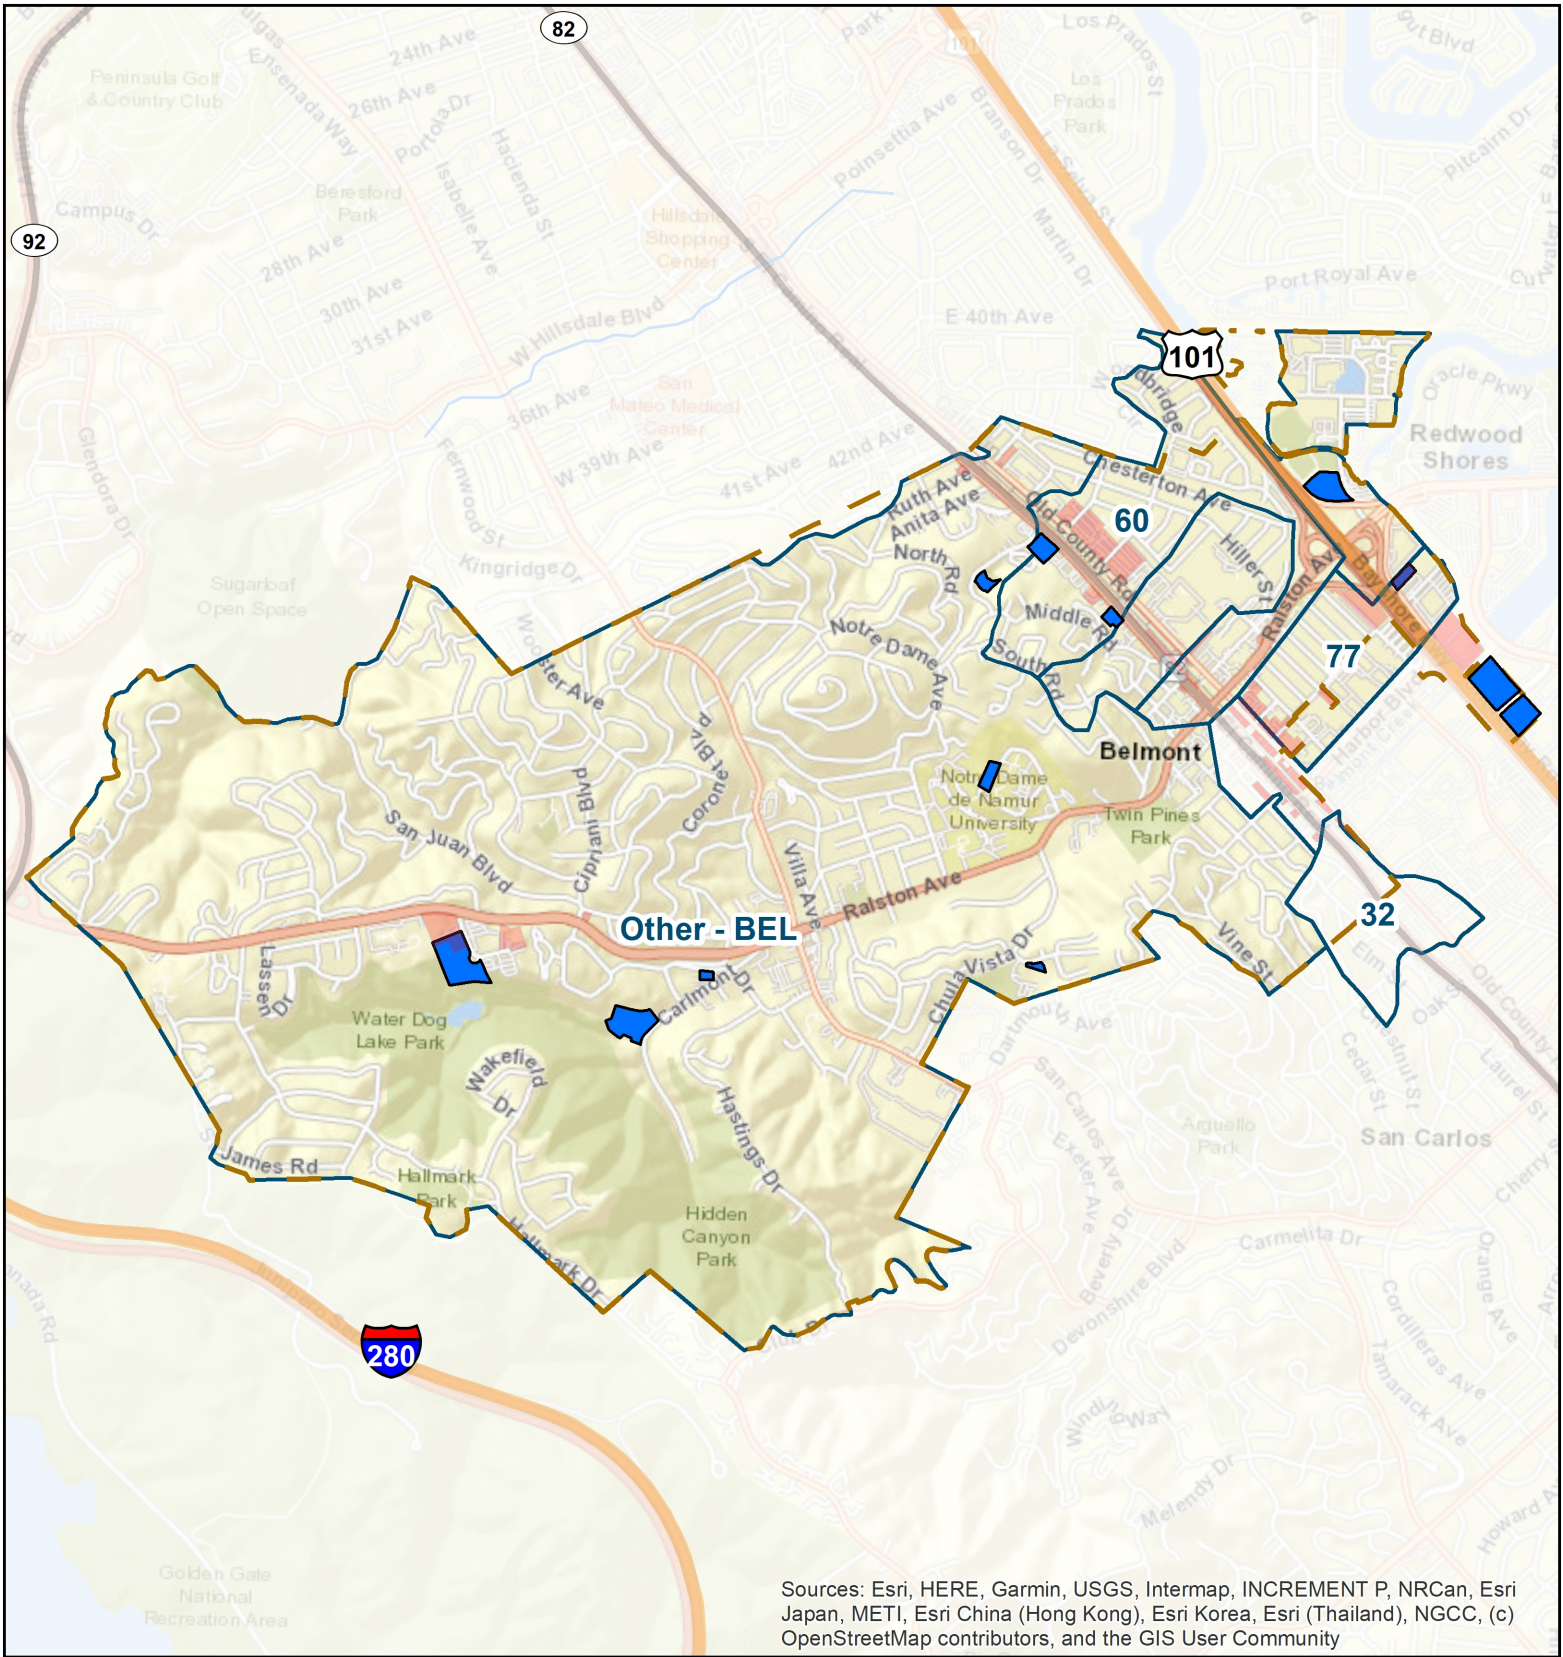 82
24th Ave
Ensenada Way
Peninsula Golf
& Country Club
26th Ave
Portola Dr
Hacienda St
Isabelle Ave
Beresford
Park
Campus Dr
92
28th Ave
30th Ave
31st Ave
Hillsdale
Shopping
Center
W Hillsdale Blvd
Poinsettia Ave
Branson Dr
101
Los Prados St
Los
Prados
Park
La Selva St
Martin Dr
Pitcairn Dr
Port Royal Ave
E 40th Ave
San
Mateo Medical
Center
36th Ave
W 39th Ave
41st Ave
42nd Ave
Glendora Dr
Fernwood St
Kingridge Dr
Sugarloaf
Open Space
101
Oracle Pkwy
Redwood
Shores
Chesterton Ave
Ruth Ave
Anita Ave
North Rd
Old County Rd
60
Hiller St
Ralston Ave
Middle Rd
South Rd
Notre Dame Ave
77
Harbor Blvd
Wooster Ave
Coronet Blvd
Cipriani Blvd
San Juan Blvd
Belmont
Notre Dame
de Namur
University
Twin Pines
Park
Villa Ave
Ralston Ave
Other - BEL
32
Vine St
Elm St
Oak St
Old County
Chula Vista Dr
Carlmont Dr
Lassen
Dr
Water Dog
Lake Park
Wakefield
Dr
Hastings Dr
Dartmouth Ave
San Carlos Ave
Exeter Ave
Cedar St
Laurel St
Arguello
Park
San Carlos
Cherry St
James Rd
Hallmark
Park
Hallmark Dr
Hidden
Canyon
Park
Club Dr
Beverly Dr
Devonshire Blvd
Carmelita Dr
Orange Ave
Cordilleras Ave
Tamarack Ave
280
Winding Way
Melendy Dr
Howard Av
Golden Gate
National
Recreation Area
Sources: Esri, HERE, Garmin, USGS, Intermap, INCREMENT P, NRCan, Esri
Japan, METI, Esri China (Hong Kong), Esri Korea, Esri (Thailand), NGCC, (c)
OpenStreetMap contributors, and the GIS User Community